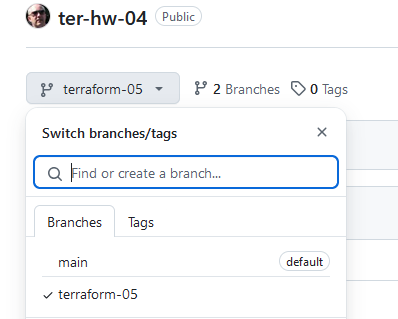 ter-hw-04 Public
terraform-05 2 Branches 0 Tags
Switch branches/tags
Find or create a branch...
Branches Tags
main default
terraform-05